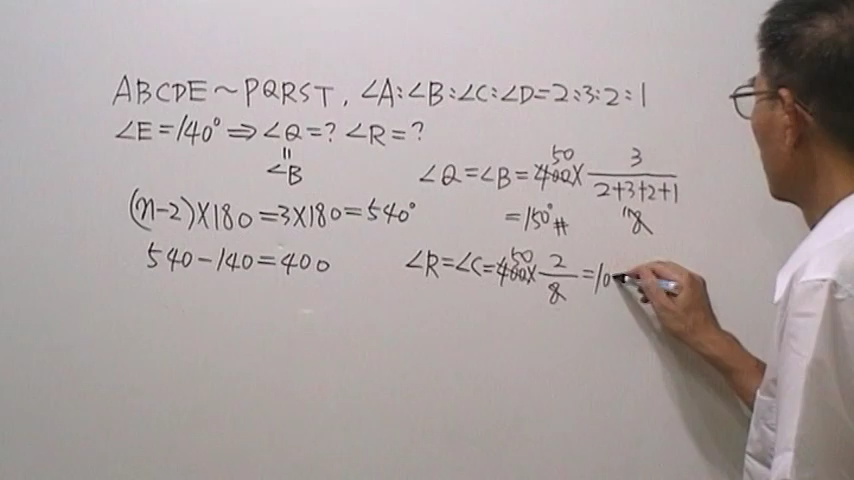 ABCDE ~ PQRST, ∠A:∠B:∠C:∠D=2:3:2:1
∠E=140° ⇒ ∠Q=? ∠R=?
"
∠B
(n-2)×180=3×180=540°
540-140=400
50
∠Q=∠B=400× 3/(2+3+2+1)
" 8
=150° #
50
∠R=∠C=400× 2/8 =10